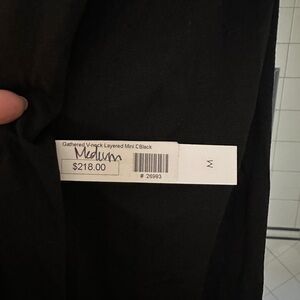 Gathered V-neck Layered Mini C Black
Medium
$218.00
# 26993
M